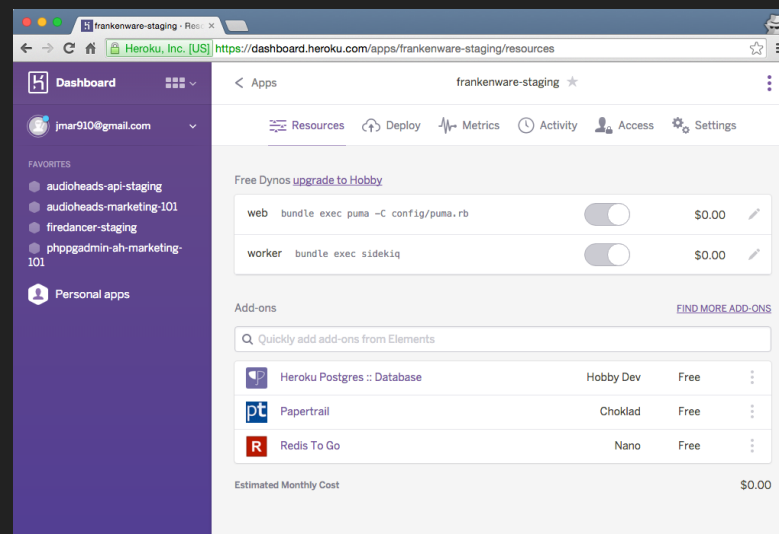 frankenware-staging · Reso
Heroku, Inc. [US] https://dashboard.heroku.com/apps/frankenware-staging/resources
Dashboard
Apps
frankenware-staging
jmar910@gmail.com
Resources Deploy Metrics Activity Access Settings
FAVORITES
audioheads-api-staging
audioheads-marketing-101
firedancer-staging
phppgadmin-ah-marketing-
101
Personal apps
Free Dynos upgrade to Hobby
web bundle exec puma -C config/puma.rb $0.00
worker bundle exec sidekiq $0.00
Add-ons FIND MORE ADD-ONS
Quickly add add-ons from Elements
Heroku Postgres :: Database Hobby Dev Free
pt Papertrail Choklad Free
R Redis To Go Nano Free
Estimated Monthly Cost $0.00